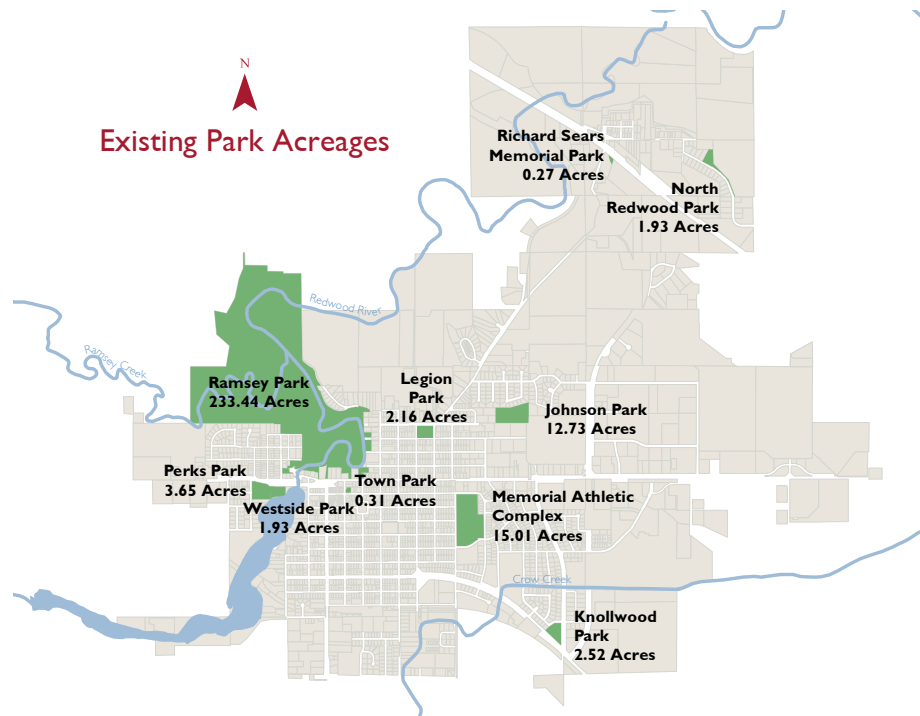 N
Existing Park Acreages
Richard Sears
Memorial Park
0.27 Acres
North
Redwood Park
1.93 Acres
Redwood River
Ramsey Creek
Ramsey Park
233.44 Acres
Legion
Park
2.16 Acres
Johnson Park
12.73 Acres
Perks Park
3.65 Acres
Town Park
0.31 Acres
Westside Park
1.93 Acres
Memorial Athletic
Complex
15.01 Acres
Crow Creek
Knollwood
Park
2.52 Acres